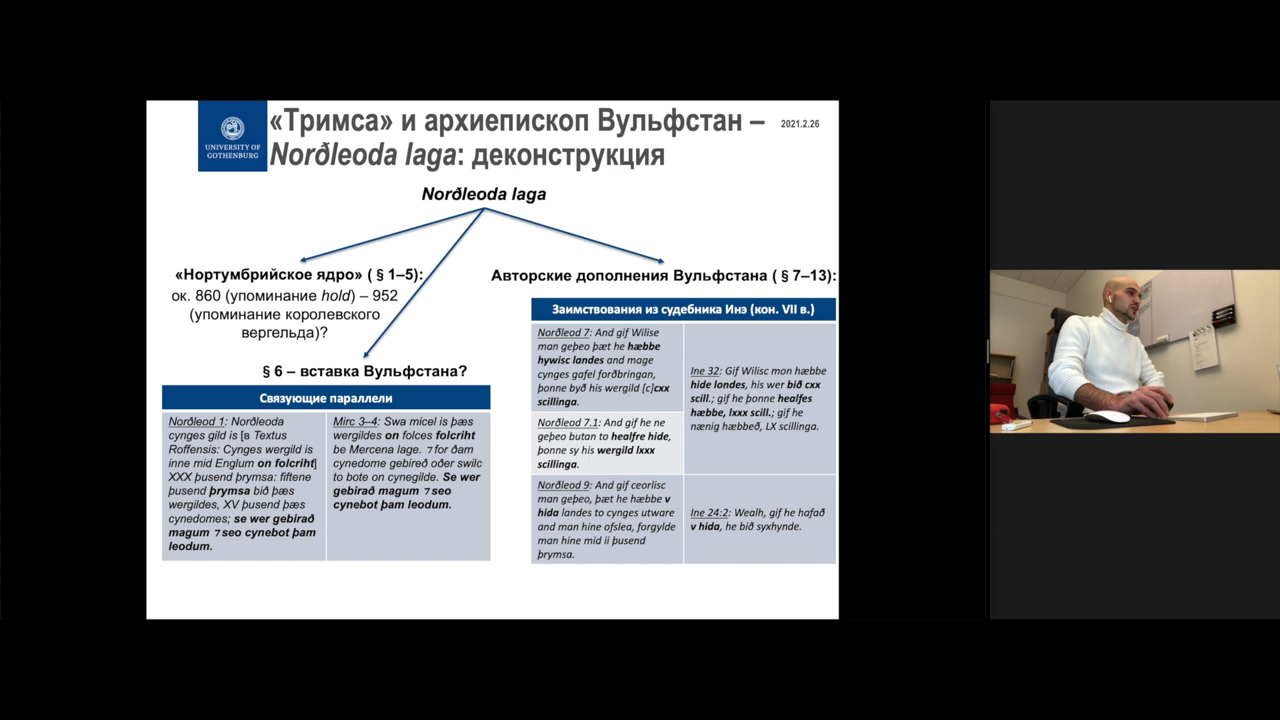 UNIVERSITY OF
GOTHENBURG
«Тримса» и архиепископ Вульфстан –
Norðleoda laga: деконструкция
2021.2.26
Norðleoda laga
«Нортумбрийское ядро» ( § 1–5):
ок. 860 (упоминание hold) – 952
(упоминание королевского
вергельда)?
§ 6 – вставка Вульфстана?
Связующие параллели
Norðleod 1: Norðleoda
cynges gild is [в Textus
Roffensis: Cynges wergild is
inne mid Englum on folcriht]
XXX þusend þrymsa: fiftene
þusend þrymsa bið þæs
wergildes, XV þusend þæs
cynedomes; se wer gebirað
magum ⁊ seo cynebot þam
leodum.
Mirc 3–4: Swa micel is þæs
wergildes on folces folcriht
be Mercena lage. ⁊ for ðam
cynedome gebireð oðer swilc
to bote on cynegilde. Se wer
gebirað magum ⁊ seo
cynebot þam leodum.
Авторские дополнения Вульфстана ( § 7–13):
Заимствования из судебника Инэ (кон. VII в.)
Norðleod 7: And gif Wilise
man geþeo þæt he hæbbe
hywisc landes and mage
cynges gafel forðbringan,
þonne byð his wergild [c]cxx
scillinga.
Norðleod 7.1: And gif he ne
geþeo butan to healfre hide,
þonne sy his wergild lxxx
scillinga.
Ine 32: Gif Wilisc mon hæbbe
hide londes, his wer bið cxx
scill.; gif he þonne healfes
hæbbe, lxxx scill.; gif he
nænig hæbbeð, LX scillinga.
Norðleod 9: And gif ceorlisc
man geþeo, þæt he hæbbe v
hida landes to cynges utware
and man hine ofslea, forgylde
man hine mid ii þusend
þrymsa.
Ine 24:2: Wealh, gif he hafað
v hida, he bið syxhynde.